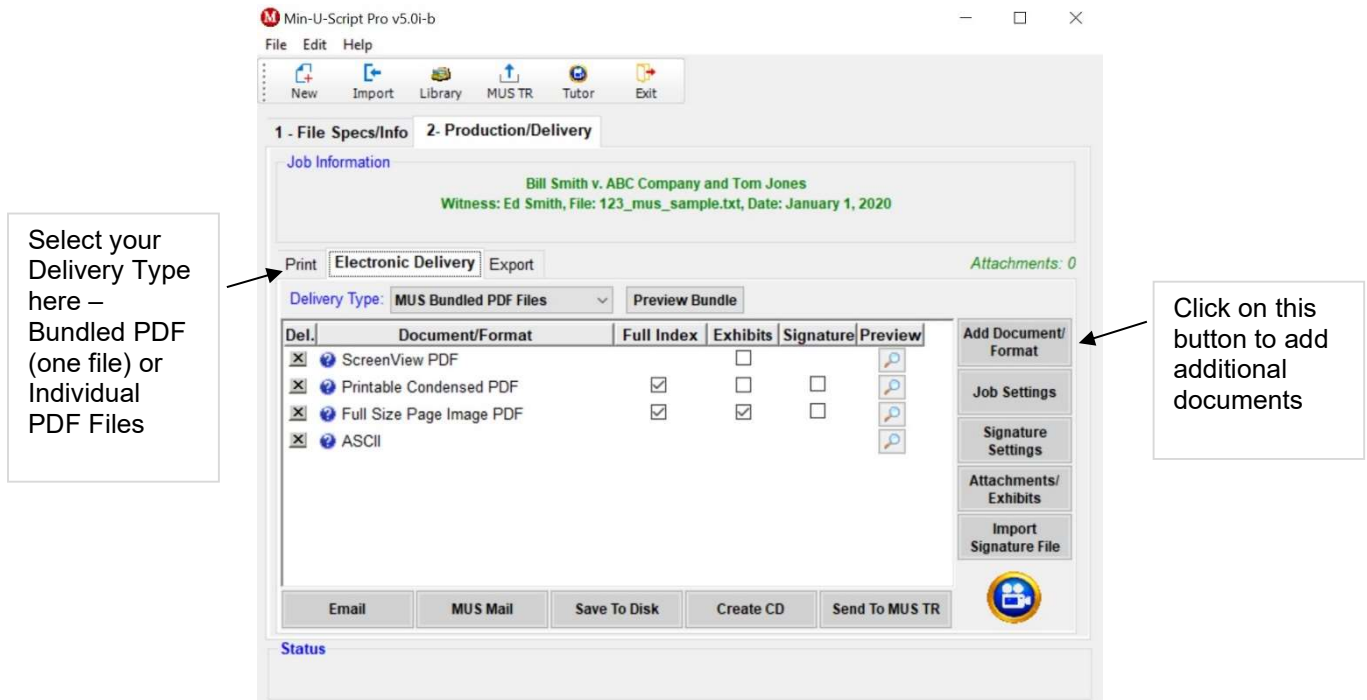 Min-U-Script Pro v5.0i-b
File Edit Help
New Import Library MUS TR Tutor Exit
1 - File Specs/Info 2- Production/Delivery
Job Information
Bill Smith v. ABC Company and Tom Jones
Witness: Ed Smith, File: 123_mus_sample.txt, Date: January 1, 2020
Select your
Delivery Type
here –
Bundled PDF
(one file) or
Individual
PDF Files
Print Electronic Delivery Export Attachments: 0
Delivery Type: MUS Bundled PDF Files Preview Bundle
Del. Document/Format Full Index Exhibits Signature Preview
ScreenView PDF
Printable Condensed PDF
Full Size Page Image PDF
ASCII
Add Document/
Format
Job Settings
Signature
Settings
Attachments/
Exhibits
Import
Signature File
Click on this
button to add
additional
documents
Email MUS Mail Save To Disk Create CD Send To MUS TR
Status